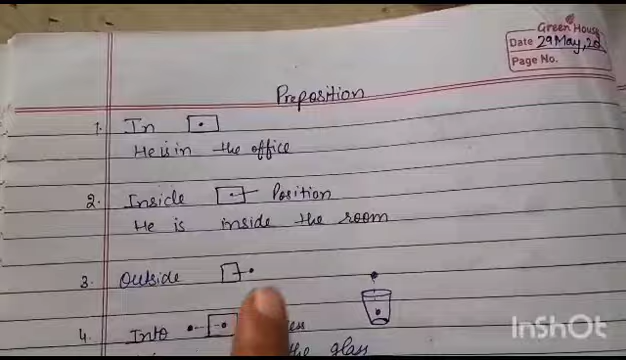 Green House
Date 29 May, 20
Page No.
Preposition
1. In
He is in the office
2. Inside Position
He is inside the room
3. Outside
4. Into
the glass
InShOt